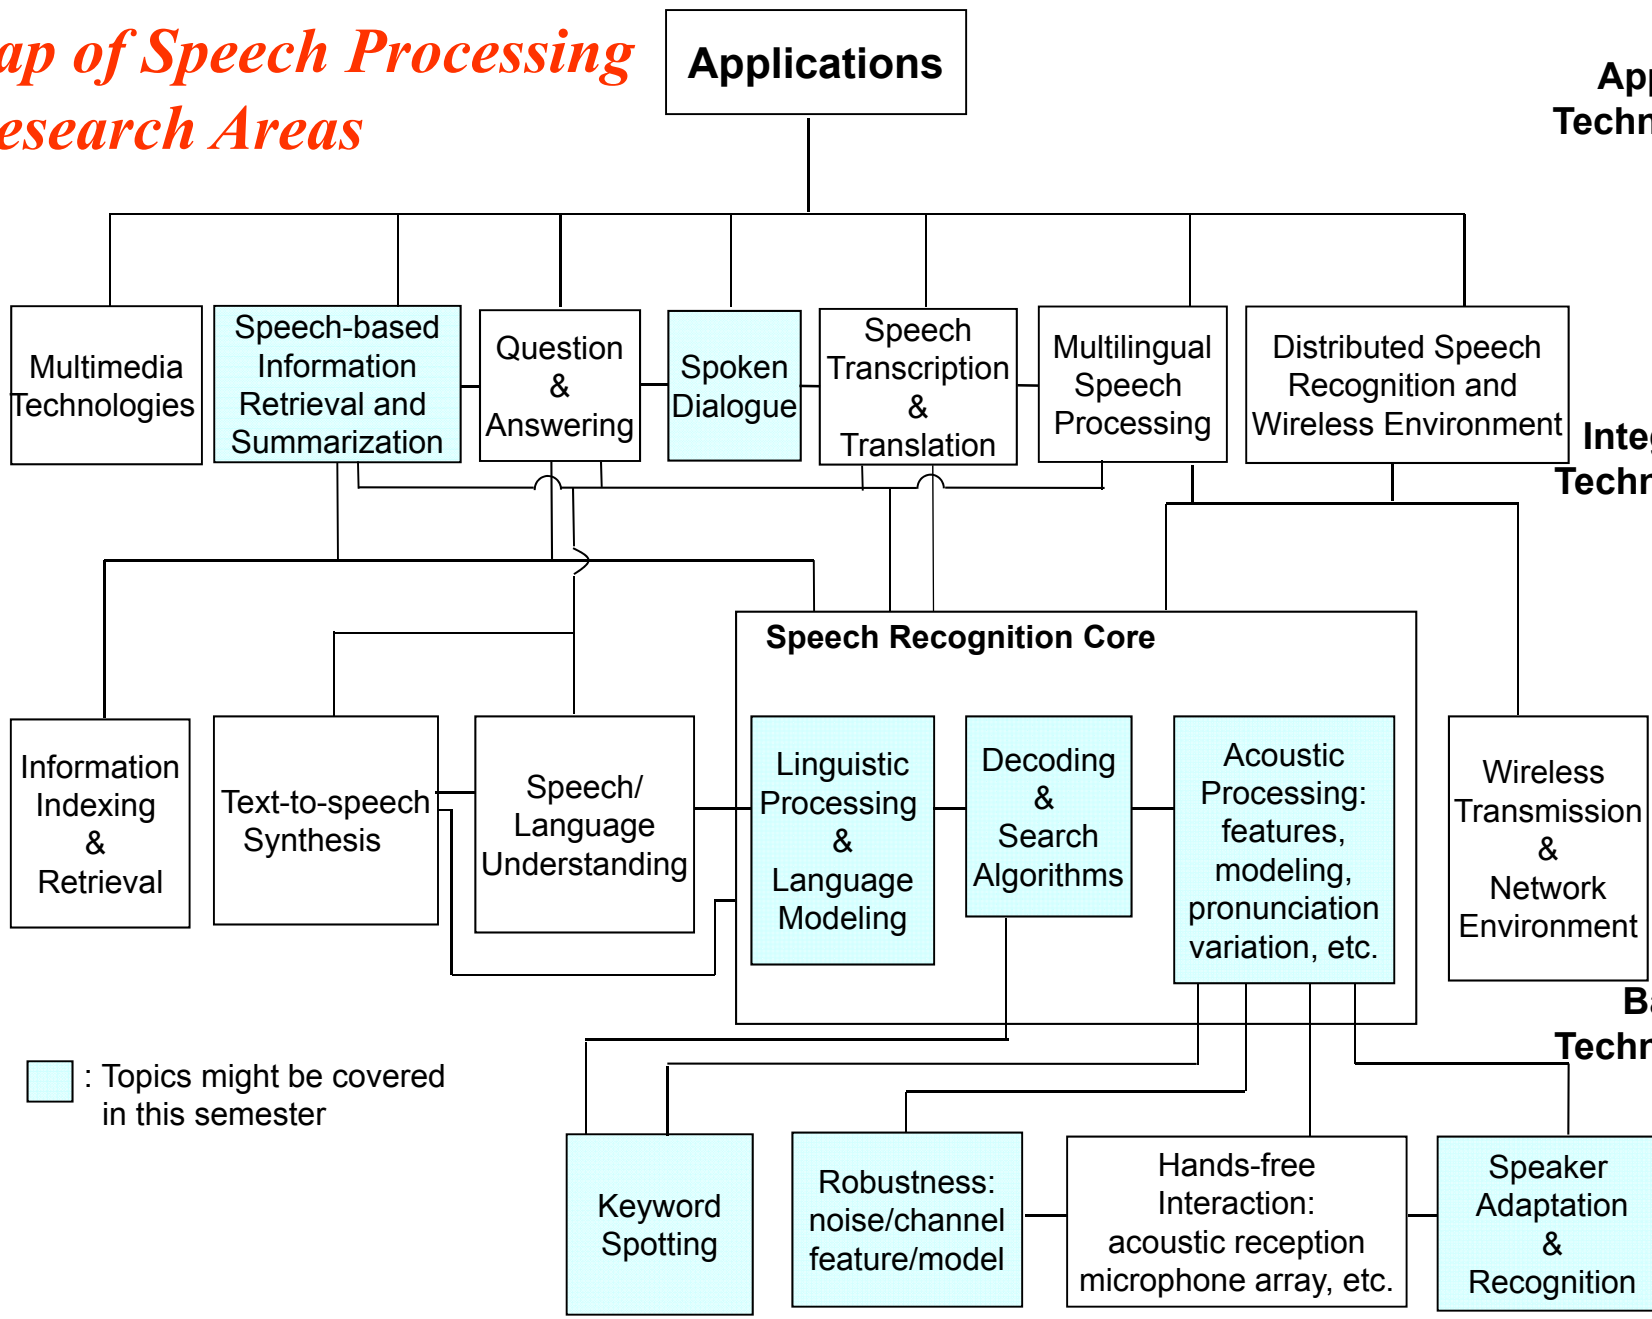 ap of Speech Processing
esearch Areas
Applications
App
Techn
Multimedia
Technologies
Speech-based
Information
Retrieval and
Summarization
Question
&
Answering
Spoken
Dialogue
Speech
Transcription
&
Translation
Multilingual
Speech
Processing
Distributed Speech
Recognition and
Wireless Environment
Integ
Techn
Speech Recognition Core
Information
Indexing
&
Retrieval
Text-to-speech
Synthesis
Speech/
Language
Understanding
Linguistic
Processing
&
Language
Modeling
Decoding
&
Search
Algorithms
Acoustic
Processing:
features,
modeling,
pronunciation
variation, etc.
Wireless
Transmission
&
Network
Environment
Ba
Techn
: Topics might be covered
in this semester
Keyword
Spotting
Robustness:
noise/channel
feature/model
Hands-free
Interaction:
acoustic reception
microphone array, etc.
Speaker
Adaptation
&
Recognition